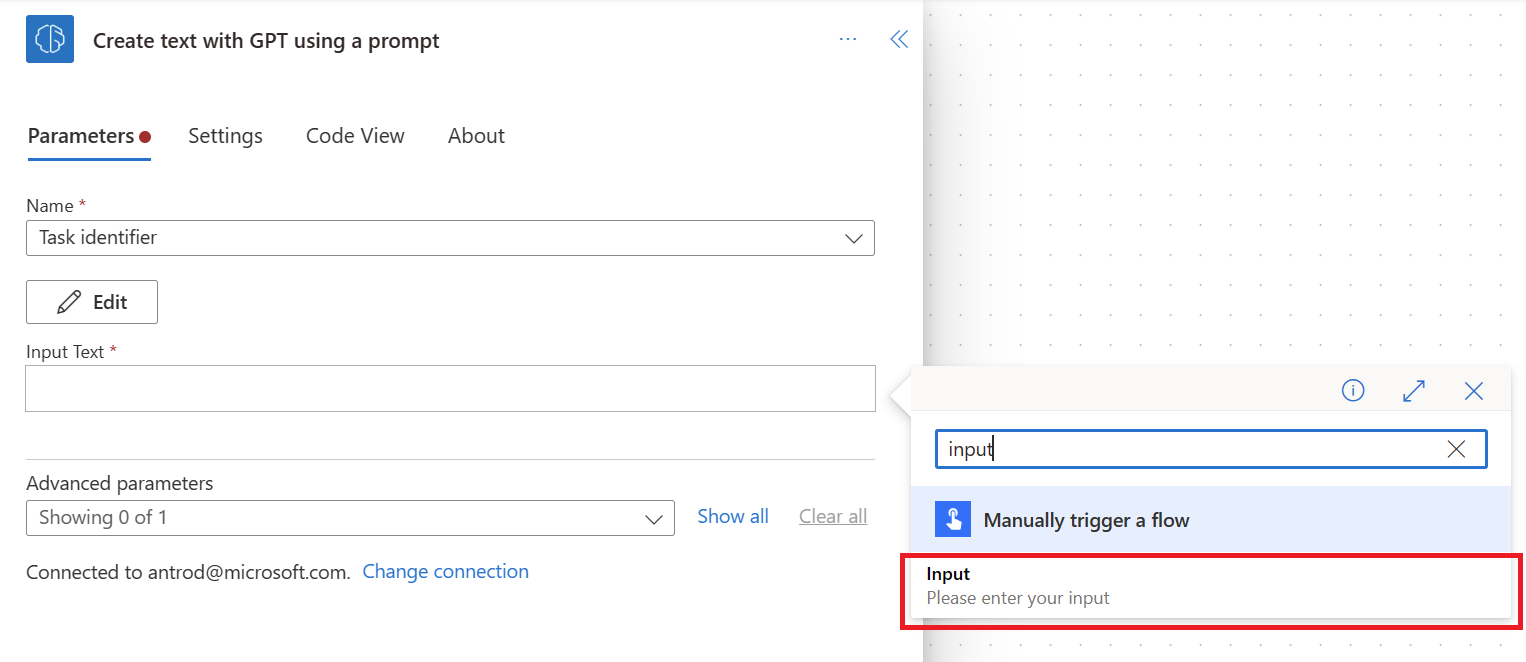 Create text with GPT using a prompt
Parameters
Settings
Code View
About
Name *
Task identifier
Edit
Input Text *
Advanced parameters
Showing 0 of 1
Show all
Clear all
Connected to antrod@microsoft.com. Change connection
input
Manually trigger a flow
Input
Please enter your input